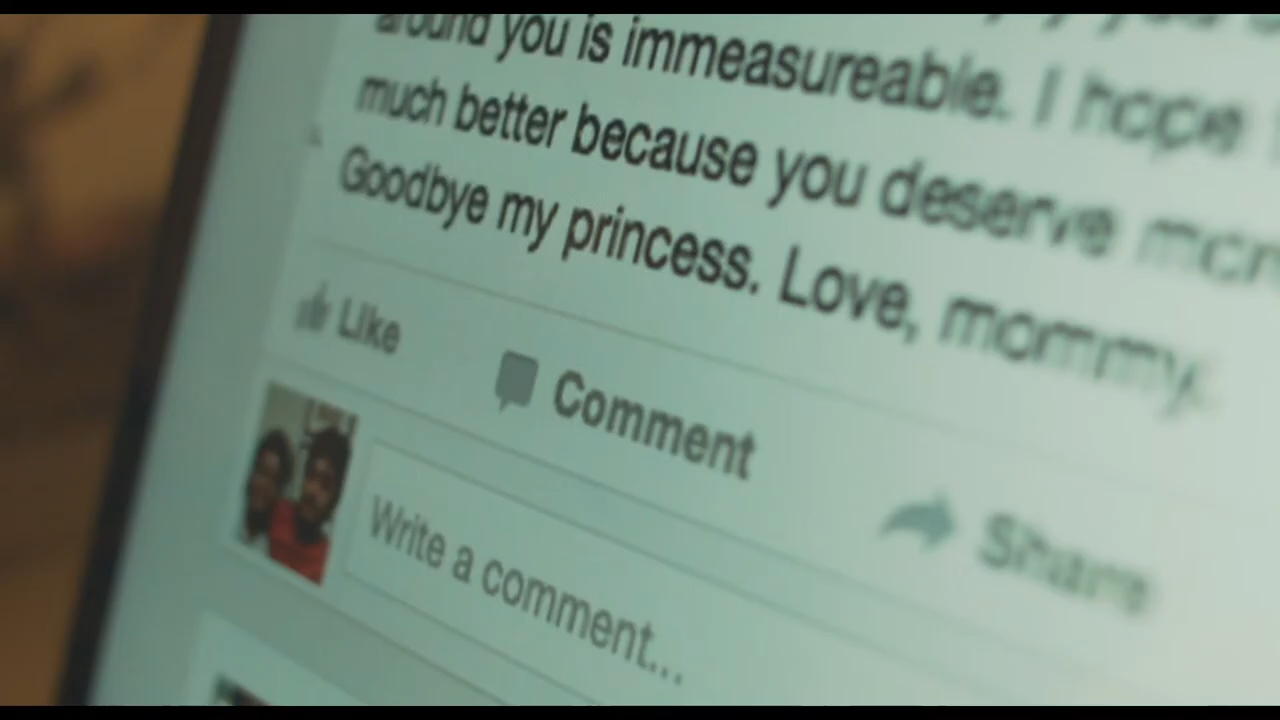 around you is immeasureable. I hope
much better because you deserve more
Goodbye my princess. Love, mommy.
Like
Comment
Share
Write a comment...